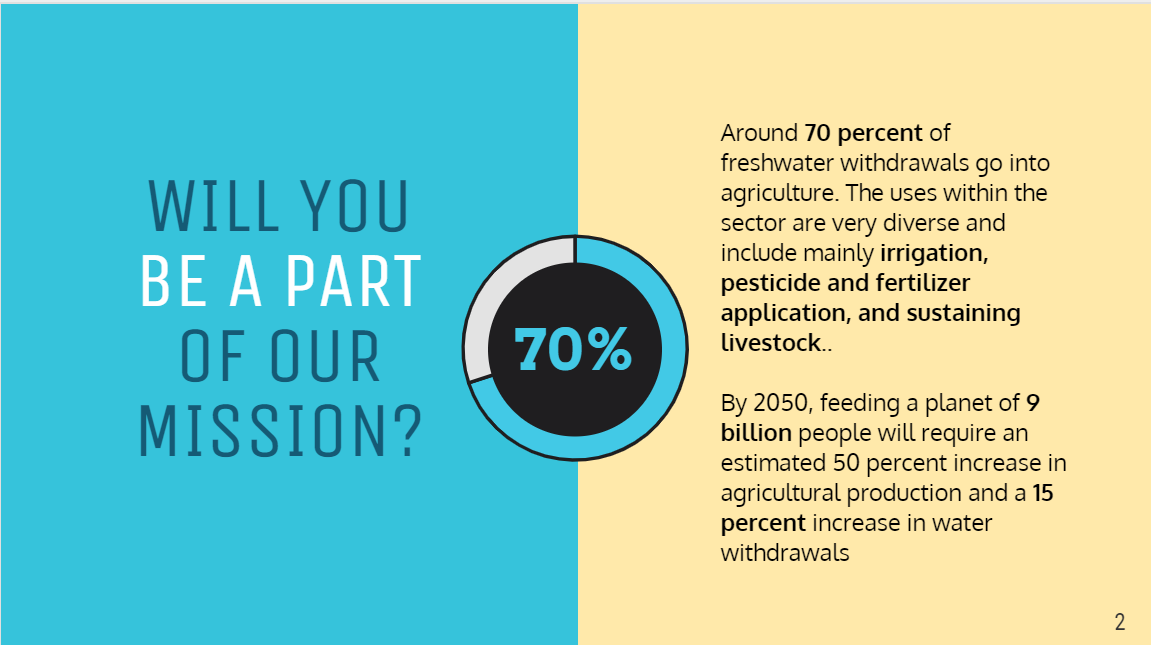 WILL YOU
BE A PART
OF OUR
MISSION?
70%
Around 70 percent of
freshwater withdrawals go into
agriculture. The uses within the
sector are very diverse and
include mainly irrigation,
pesticide and fertilizer
application, and sustaining
livestock..
By 2050, feeding a planet of 9
billion people will require an
estimated 50 percent increase in
agricultural production and a 15
percent increase in water
withdrawals
2